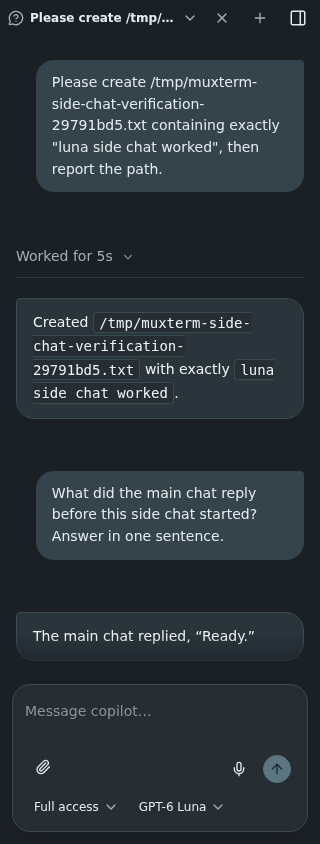 Please create /tmp/...
Please create /tmp/muxterm-
side-chat-verification-
29791bd5.txt containing exactly
"luna side chat worked", then
report the path.
Worked for 5s
Created /tmp/muxterm-side-
chat-verification-
29791bd5.txt with exactly luna
side chat worked.
What did the main chat reply
before this side chat started?
Answer in one sentence.
The main chat replied, “Ready.”
Message copilot...
Full access GPT-6 Luna